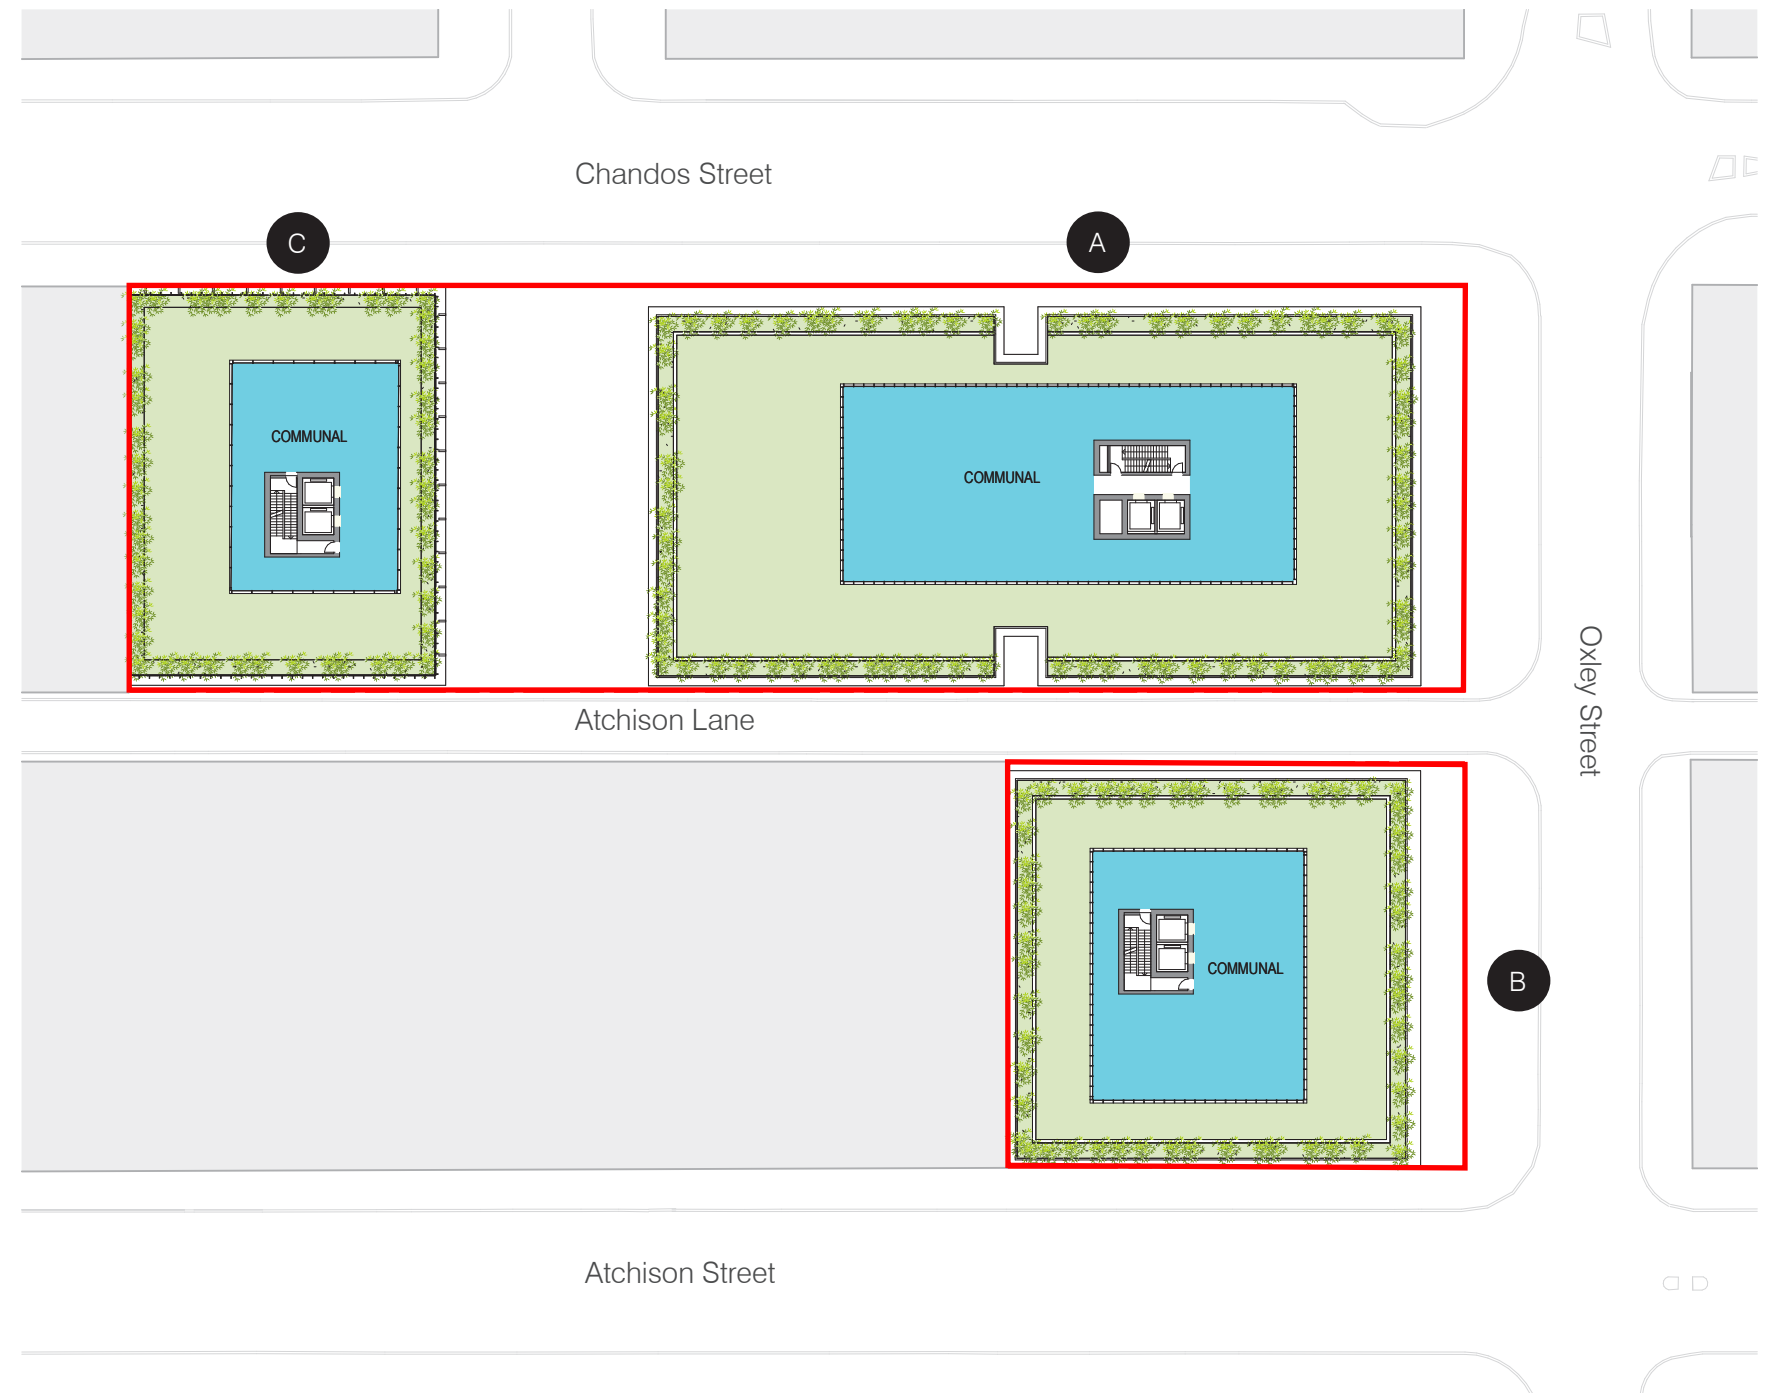 Chandos Street
C
A
COMMUNAL
COMMUNAL
Oxley Street
Atchison Lane
COMMUNAL
B
Atchison Street